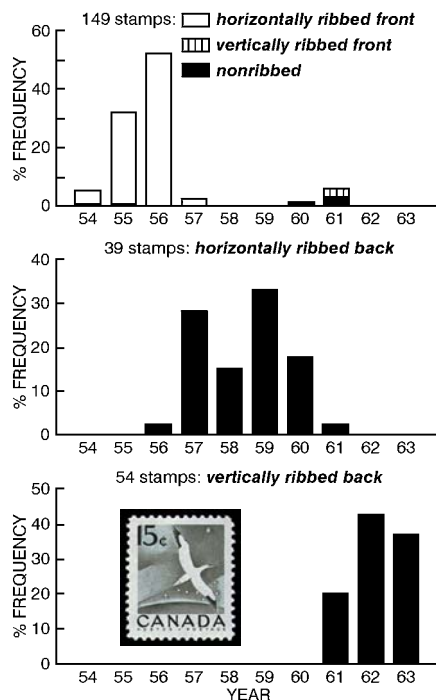 149 stamps: horizontally ribbed front
vertically ribbed front
nonribbed
% FREQUENCY
60
40
20
0
54 55 56 57 58 59 60 61 62 63
39 stamps: horizontally ribbed back
% FREQUENCY
40
30
20
10
0
54 55 56 57 58 59 60 61 62 63
54 stamps: vertically ribbed back
% FREQUENCY
50
40
30
20
10
0
15¢
CANADA
POSTES · POSTAGE
54 55 56 57 58 59 60 61 62 63
YEAR